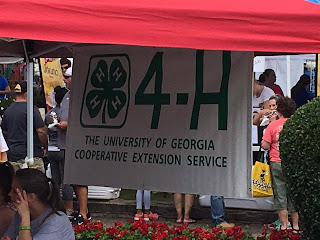 4-H
THE UNIVERSITY OF GEORGIA
COOPERATIVE EXTENSION SERVICE
H H
H H